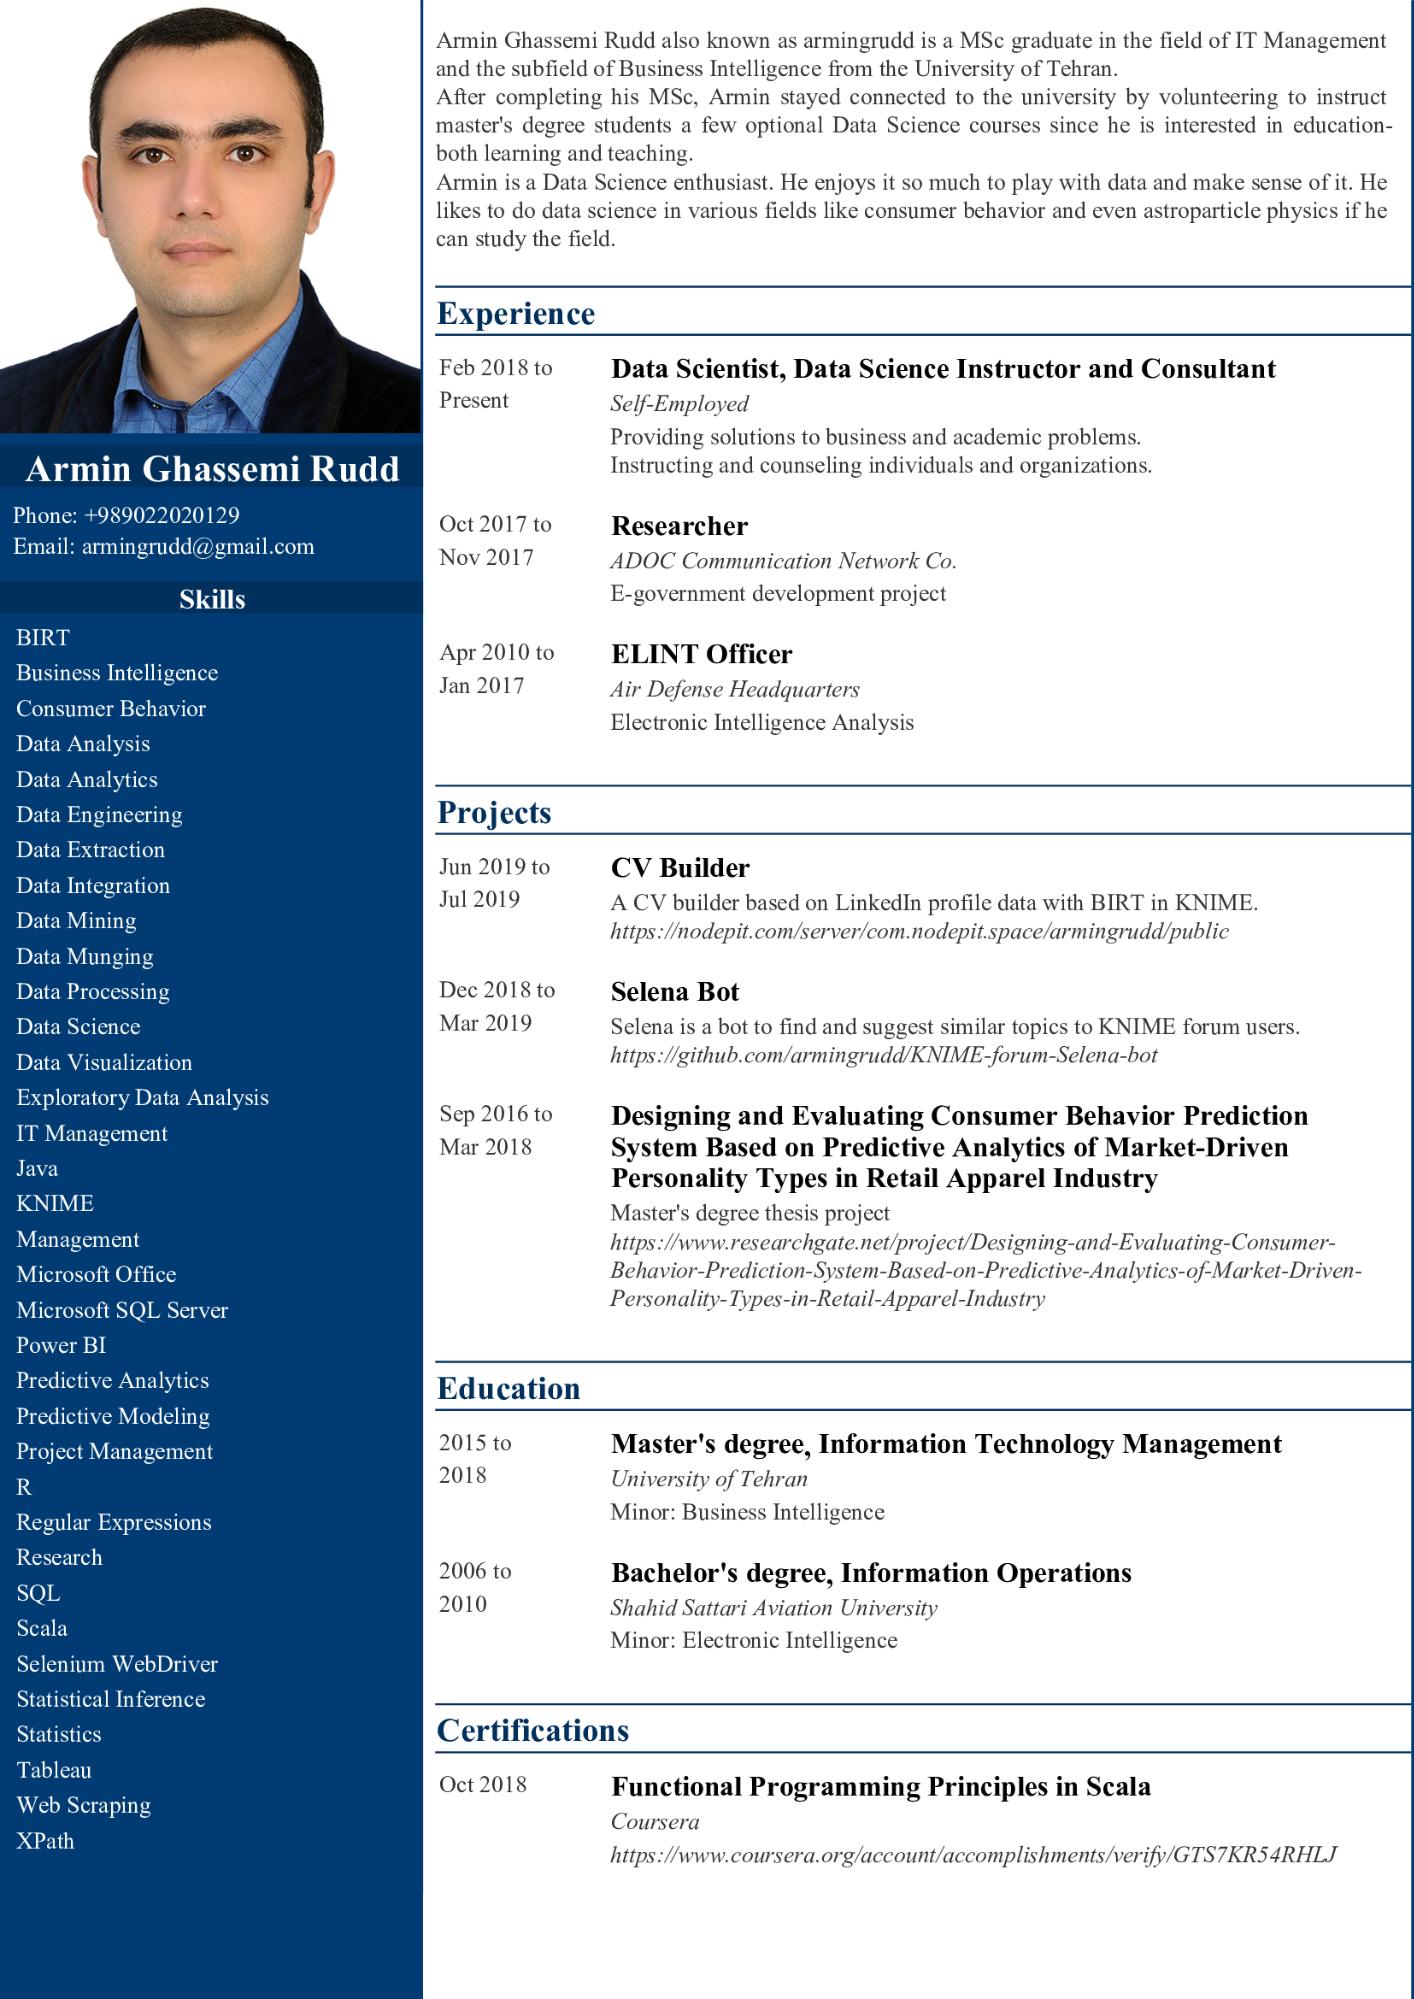 Armin Ghassemi Rudd also known as armingrudd is a MSc graduate in the field of IT Management
and the subfield of Business Intelligence from the University of Tehran.
After completing his MSc, Armin stayed connected to the university by volunteering to instruct
master's degree students a few optional Data Science courses since he is interested in education-
both learning and teaching.
Armin is a Data Science enthusiast. He enjoys it so much to play with data and make sense of it. He
likes to do data science in various fields like consumer behavior and even astroparticle physics if he
can study the field.
Armin Ghassemi Rudd
Phone: +989022020129
Email: armingrudd@gmail.com
Skills
BIRT
Business Intelligence
Consumer Behavior
Data Analysis
Data Analytics
Data Engineering
Data Extraction
Data Integration
Data Mining
Data Munging
Data Processing
Data Science
Data Visualization
Exploratory Data Analysis
IT Management
Java
KNIME
Management
Microsoft Office
Microsoft SQL Server
Power BI
Predictive Analytics
Predictive Modeling
Project Management
R
Regular Expressions
Research
SQL
Scala
Selenium WebDriver
Statistical Inference
Statistics
Tableau
Web Scraping
XPath
Experience
Feb 2018 to
Present
Data Scientist, Data Science Instructor and Consultant
Self-Employed
Providing solutions to business and academic problems.
Instructing and counseling individuals and organizations.
Oct 2017 to
Nov 2017
Researcher
ADOC Communication Network Co.
E-government development project
Apr 2010 to
Jan 2017
ELINT Officer
Air Defense Headquarters
Electronic Intelligence Analysis
Projects
Jun 2019 to
Jul 2019
CV Builder
A CV builder based on LinkedIn profile data with BIRT in KNIME.
https://nodepit.com/server/com.nodepit.space/armingrudd/public
Dec 2018 to
Mar 2019
Selena Bot
Selena is a bot to find and suggest similar topics to KNIME forum users.
https://github.com/armingrudd/KNIME-forum-Selena-bot
Sep 2016 to
Mar 2018
Designing and Evaluating Consumer Behavior Prediction
System Based on Predictive Analytics of Market-Driven
Personality Types in Retail Apparel Industry
Master's degree thesis project
https://www.researchgate.net/project/Designing-and-Evaluating-Consumer-
Behavior-Prediction-System-Based-on-Predictive-Analytics-of-Market-Driven-
Personality-Types-in-Retail-Apparel-Industry
Education
2015 to
2018
Master's degree, Information Technology Management
University of Tehran
Minor: Business Intelligence
2006 to
2010
Bachelor's degree, Information Operations
Shahid Sattari Aviation University
Minor: Electronic Intelligence
Certifications
Oct 2018
Functional Programming Principles in Scala
Coursera
https://www.coursera.org/account/accomplishments/verify/GTS7KR54RHLJ